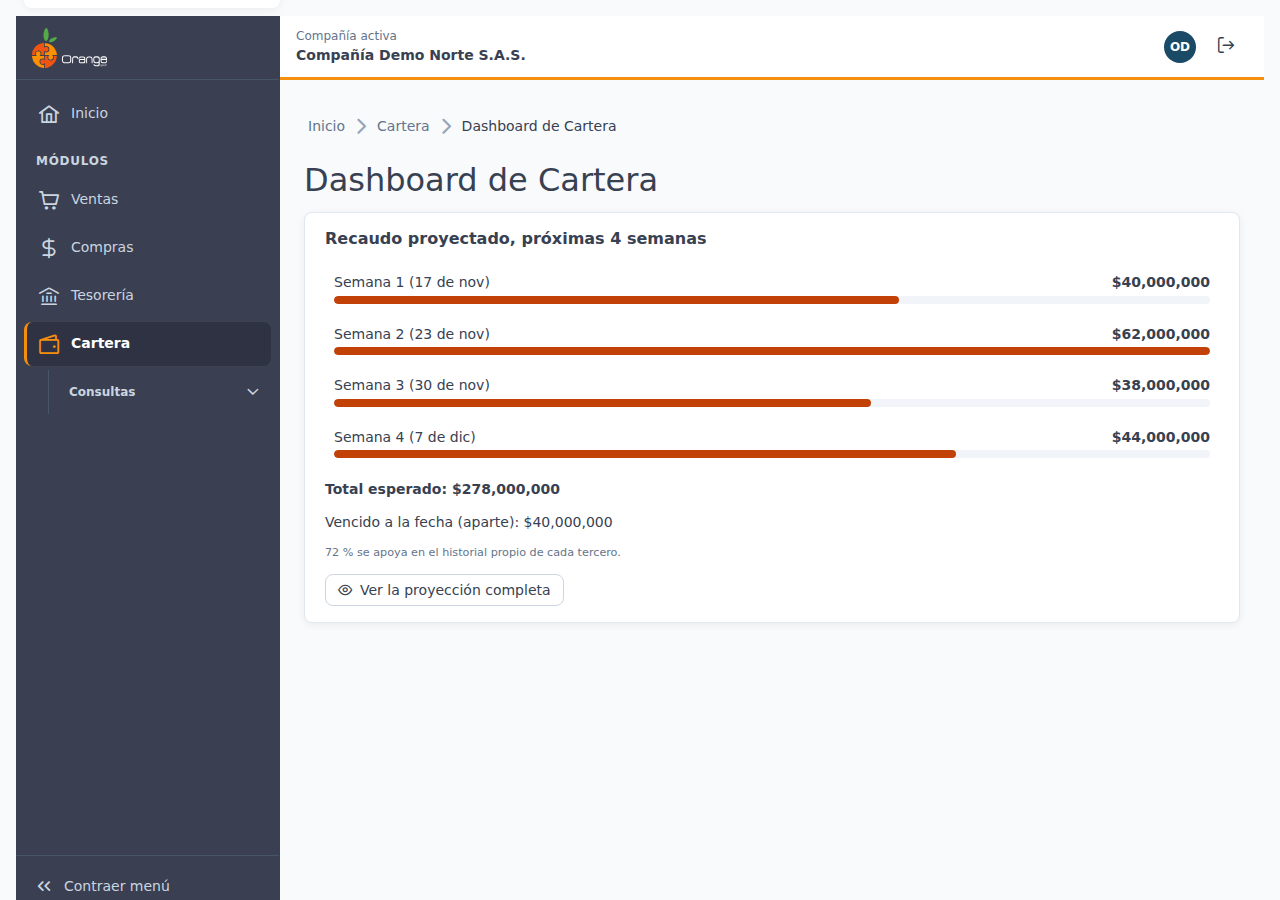 Orange
Compañía activa
Compañía Demo Norte S.A.S.
OD
Inicio
MÓDULOS
Ventas
Compras
Tesorería
Cartera
Consultas
Contraer menú
Inicio Cartera Dashboard de Cartera
Dashboard de Cartera
Recaudo proyectado, próximas 4 semanas
Semana 1 (17 de nov) $40,000,000
Semana 2 (23 de nov) $62,000,000
Semana 3 (30 de nov) $38,000,000
Semana 4 (7 de dic) $44,000,000
Total esperado: $278,000,000
Vencido a la fecha (aparte): $40,000,000
72 % se apoya en el historial propio de cada tercero.
Ver la proyección completa